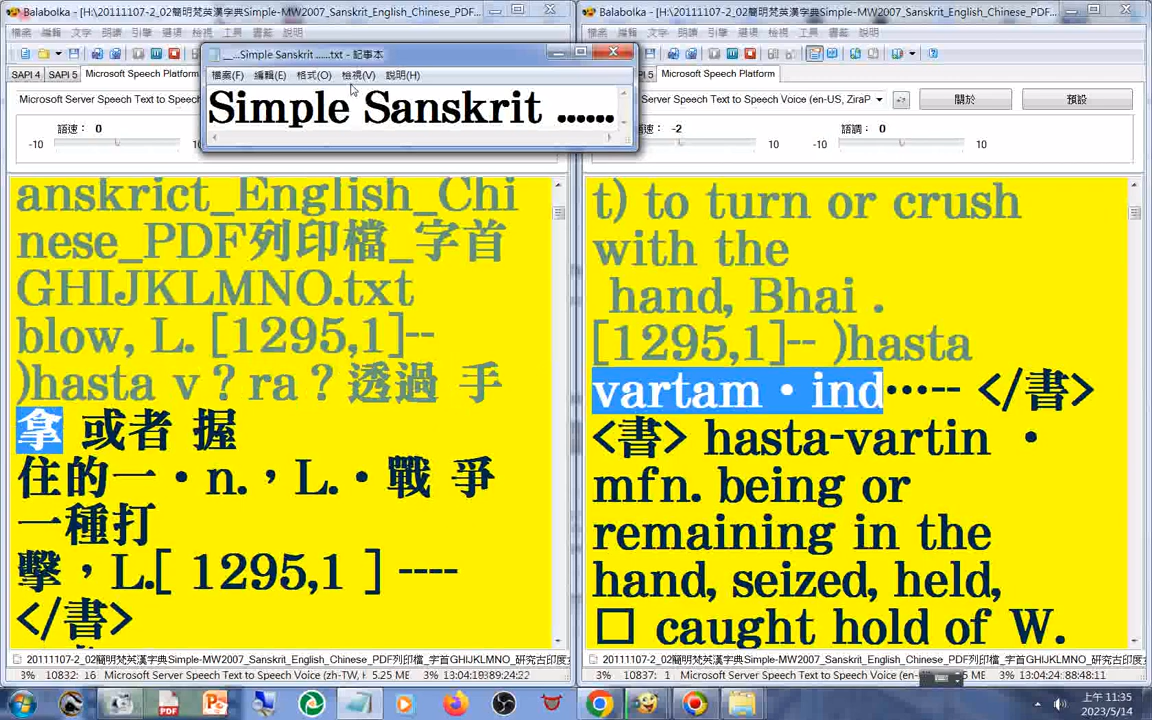 Balabolka - [H:\20111107-2_02簡明梵英漢字典Simple-MW2007_Sanskrit_English_Chinese_PDF...
Balabolka - [H:\20111107-2_02簡明梵英漢字典Simple-MW2007_Sanskrit_English_Chinese_PDF...
檔案 編輯 文字 朗讀 引擎 選項 檢視 工具 書籤 說明
__...Simple Sanskrit ......txt - 記事本
檔案(F) 編輯(E) 格式(O) 檢視(V) 說明(H)
Simple Sanskrit ......
SAPI 4 SAPI 5 Microsoft Speech Platform
PI 5 Microsoft Speech Platform
Microsoft Server Speech Text to Speech
Server Speech Text to Speech Voice (en-US, ZiraP
關於
預設
語速: 0
-10
語速: -2
10
語調: 0
-10
10
anskrict_English_Chi
nese_PDF列印檔_字首
GHIJKLMNO.txt
blow, L. [1295,1]--
)hasta v ? ra ? 透過 手
拿 或者 握
住的一‧n.,L.‧戰 爭
一種打
擊,L.[ 1295,1 ] ----
</書>
t) to turn or crush
with the
hand, Bhai .
[1295,1]-- )hasta
vartam‧ind…-- </書>
<書> hasta-vartin ‧
mfn. being or
remaining in the
hand, seized, held,
□ caught hold of W.
20111107-2_02簡明梵英漢字典Simple-MW2007_Sanskrit_English_Chinese_PDF列印檔_字首GHIJKLMNO_研究古印度
20111107-2_02簡明梵英漢字典Simple-MW2007_Sanskrit_English_Chinese_PDF列印檔_字首GHIJKLMNO_研究古印度
3% 10832: 16 Microsoft Server Speech Text to Speech Voice (zh-TW, 5.25 ME 13:04:19
3% 10837: 1 Microsoft Server Speech Text to Speech Voice 5.25 ME 13:04:24:88:48:11
上午 11:35
2023/5/14